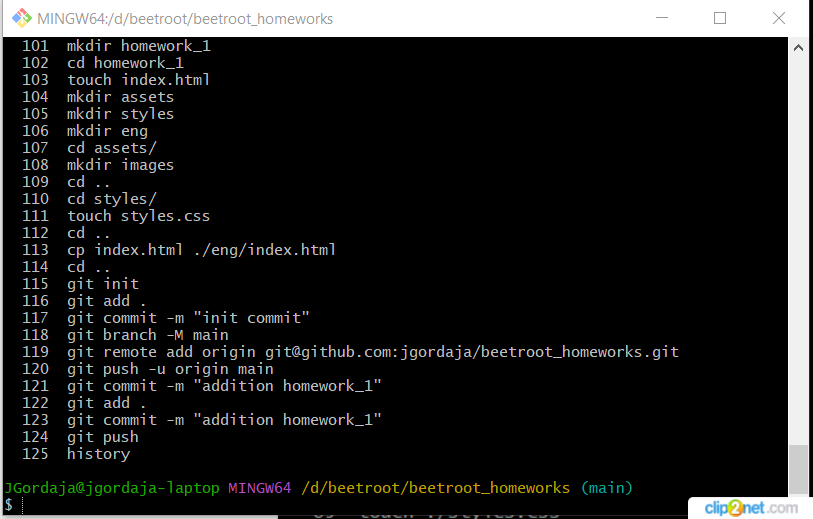 MINGW64:/d/beetroot/beetroot_homeworks
101 mkdir homework_1
102 cd homework_1
103 touch index.html
104 mkdir assets
105 mkdir styles
106 mkdir eng
107 cd assets/
108 mkdir images
109 cd ..
110 cd styles/
111 touch styles.css
112 cd ..
113 cp index.html ./eng/index.html
114 cd ..
115 git init
116 git add .
117 git commit -m "init commit"
118 git branch -M main
119 git remote add origin git@github.com:jgordaja/beetroot_homeworks.git
120 git push -u origin main
121 git commit -m "addition homework_1"
122 git add .
123 git commit -m "addition homework_1"
124 git push
125 history
JGordaja@jgordaja-laptop MINGW64 /d/beetroot/beetroot_homeworks (main)
$
clip2net.com